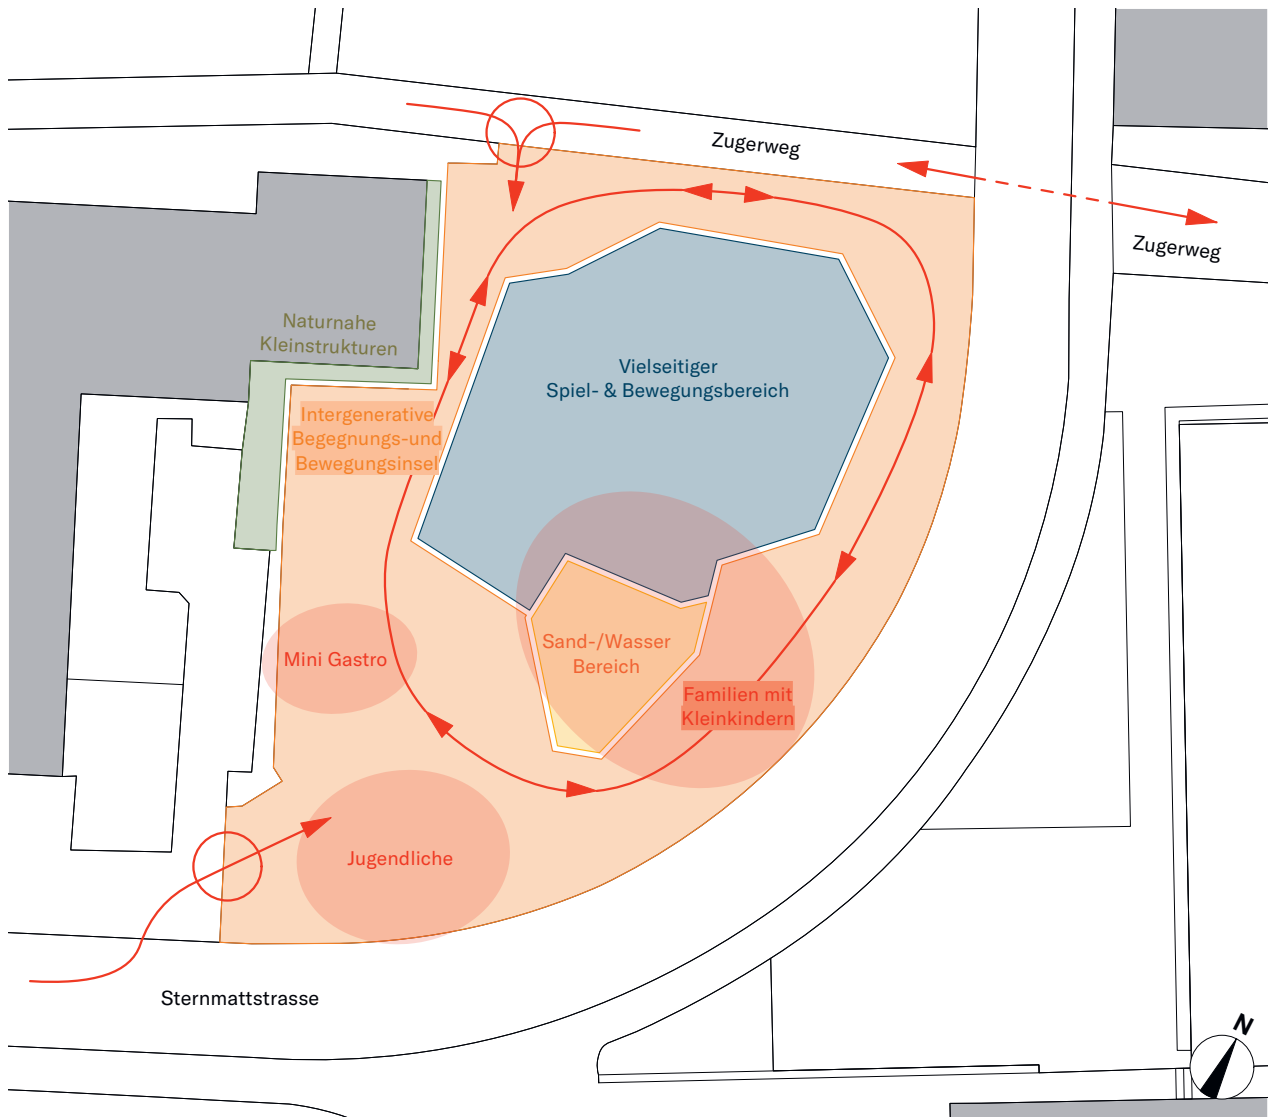 Zugerweg
Zugerweg
Naturnahe
Kleinstrukturen
Vielseitiger
Spiel- & Bewegungsbereich
Intergenerative
Begegnungs-und
Bewegungsinsel
Sand-/Wasser
Bereich
Mini Gastro
Familien mit
Kleinkindern
Jugendliche
Sternmattstrasse
N